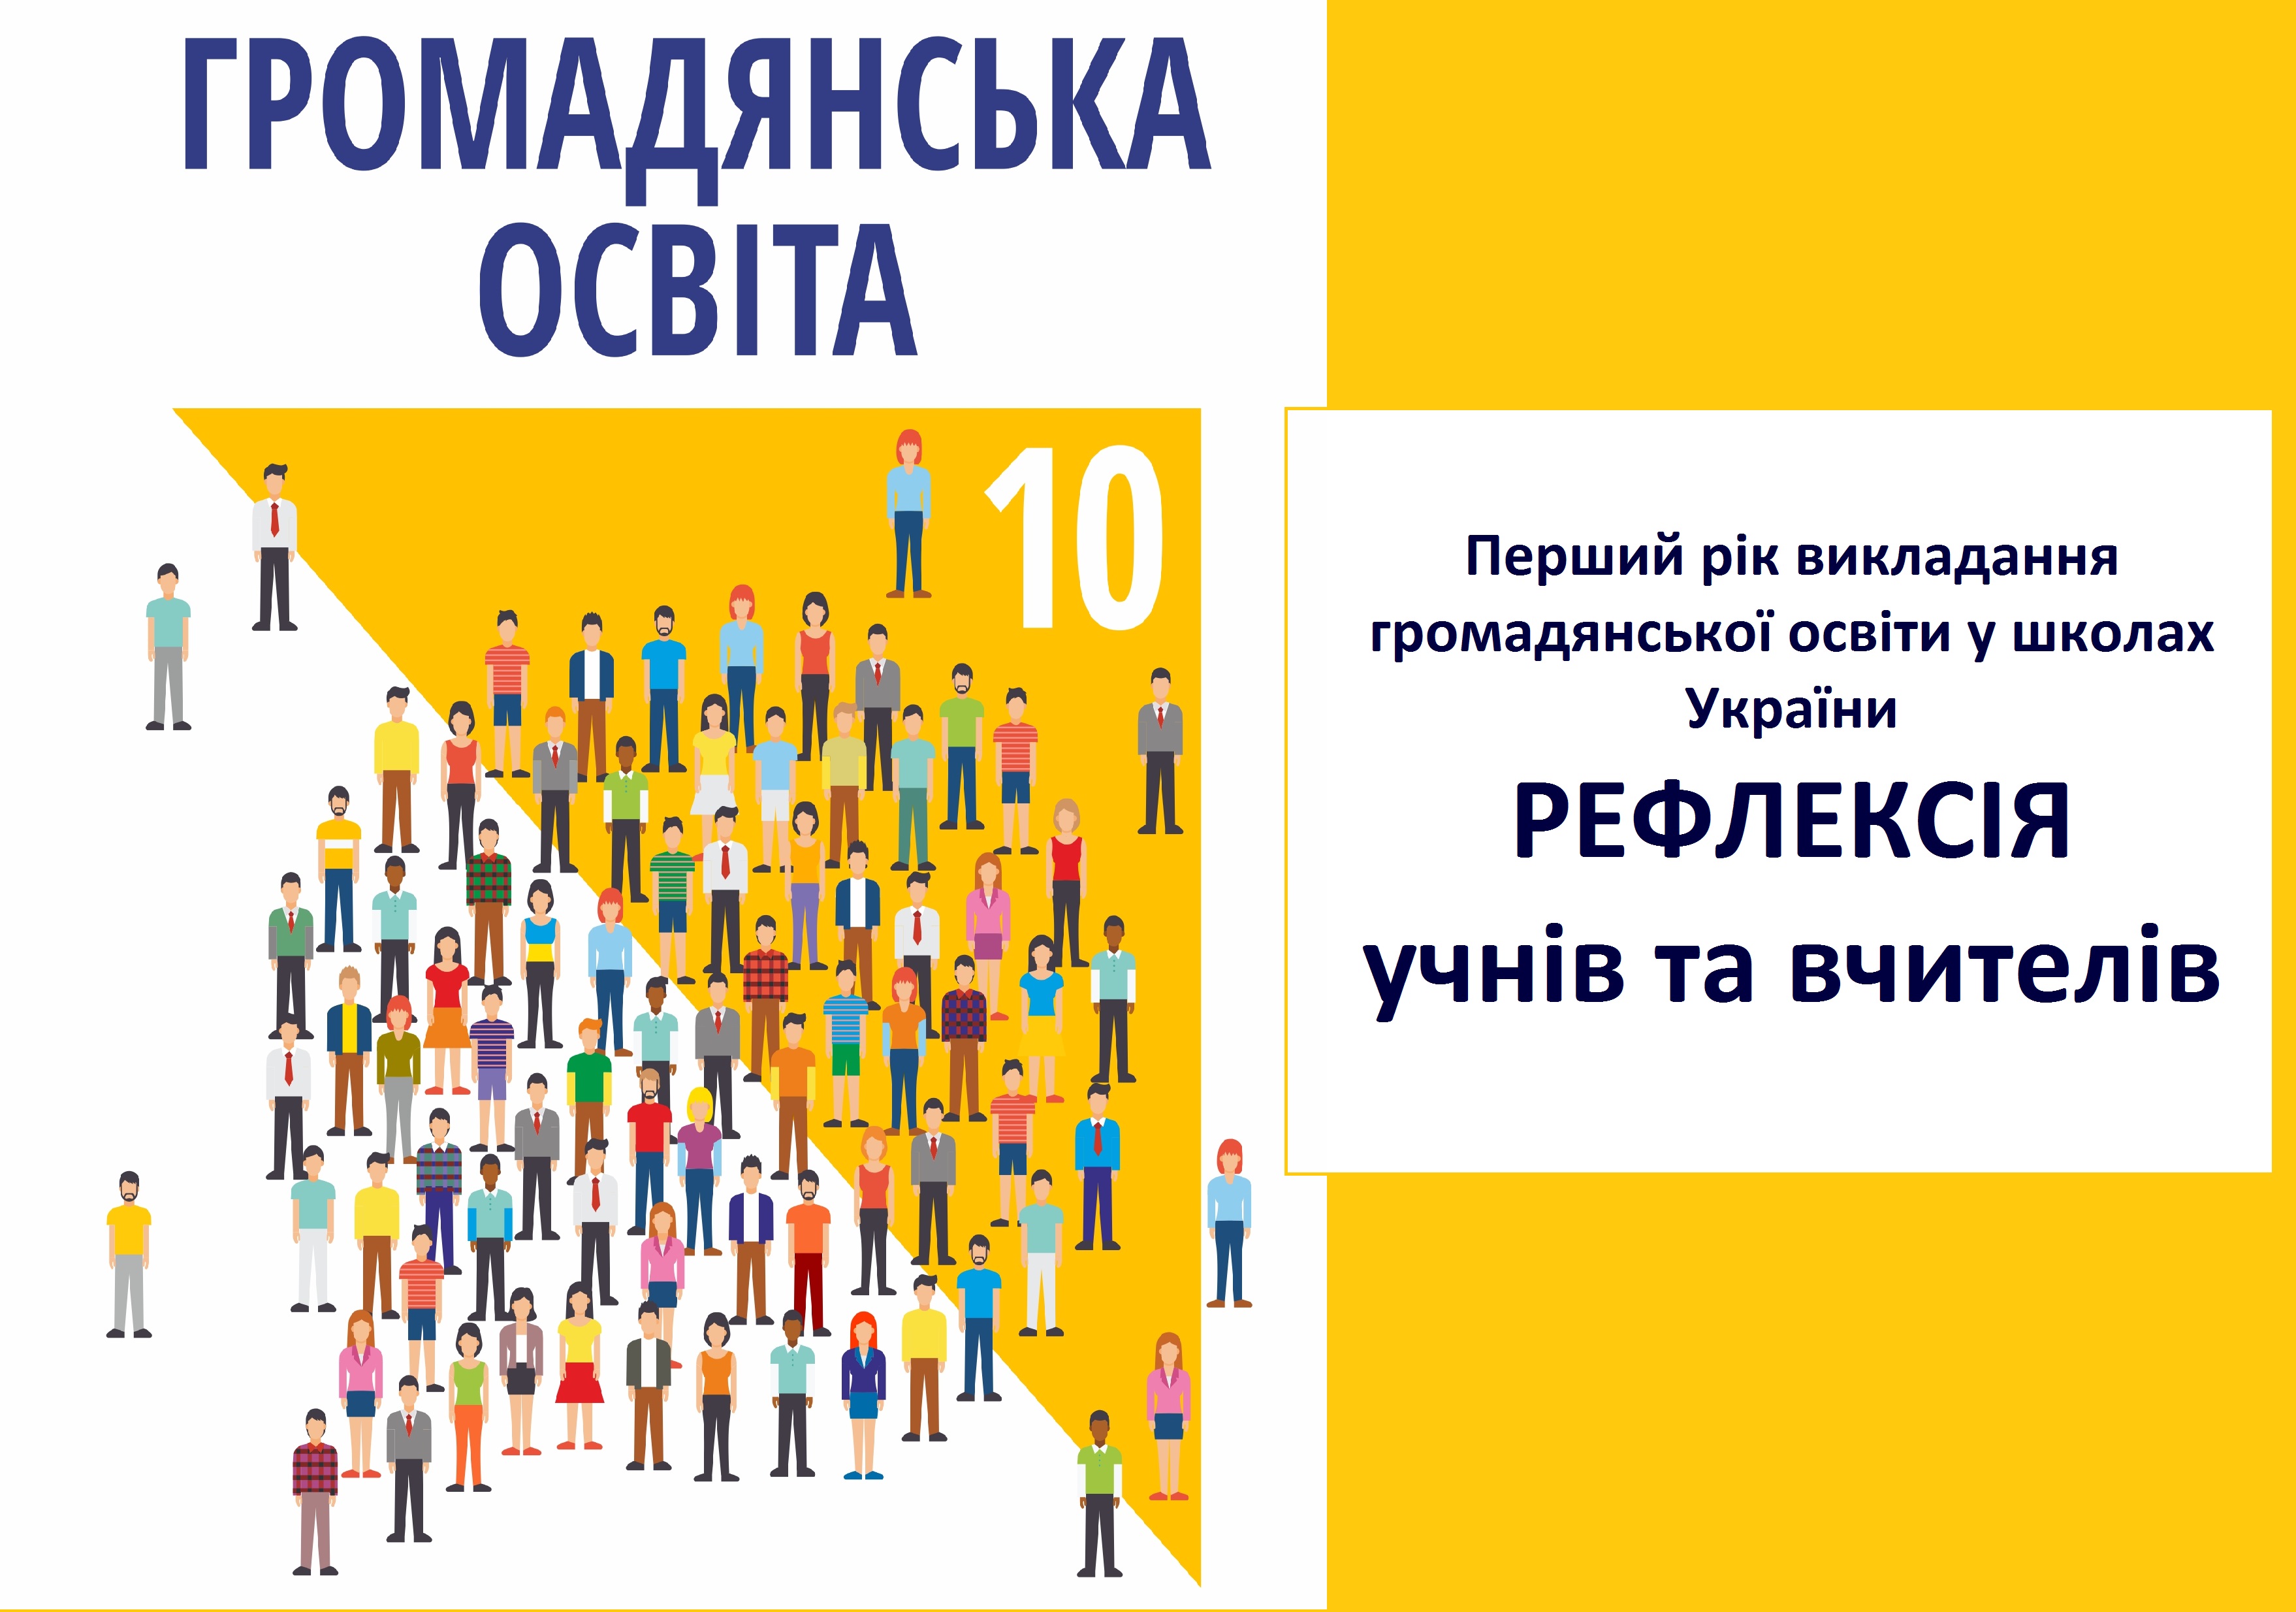 ГРОМАДЯНСЬКА
ОСВІТА
10
Перший рік викладання
громадянської освіти у школах
України
РЕФЛЕКСІЯ
учнів та вчителів